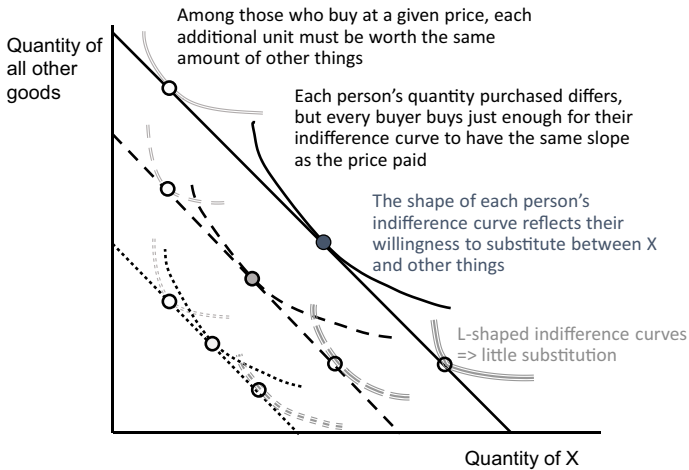 Among those who buy at a given price, each
additional unit must be worth the same
amount of other things
Quantity of
all other
goods
Each person’s quantity purchased differs,
but every buyer buys just enough for their
indifference curve to have the same slope
as the price paid
The shape of each person’s
indifference curve reflects their
willingness to substitute between X
and other things
L-shaped indifference curves
=> little substitution
Quantity of X